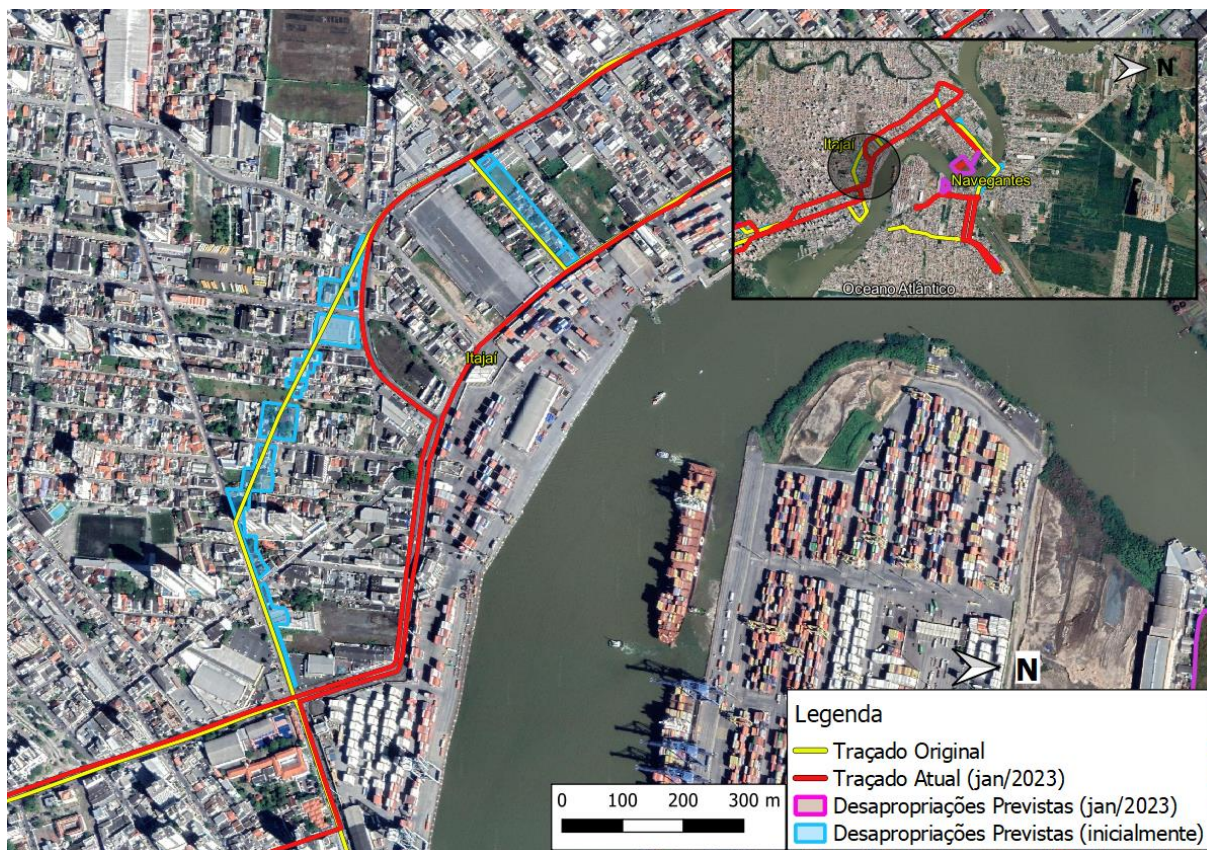 N
Itajaí
Navegantes
Oceano Atlântico
Itajaí
N
Legenda
Traçado Original
Traçado Atual (jan/2023)
Desapropriações Previstas (jan/2023)
Desapropriações Previstas (inicialmente)
0 100 200 300 m